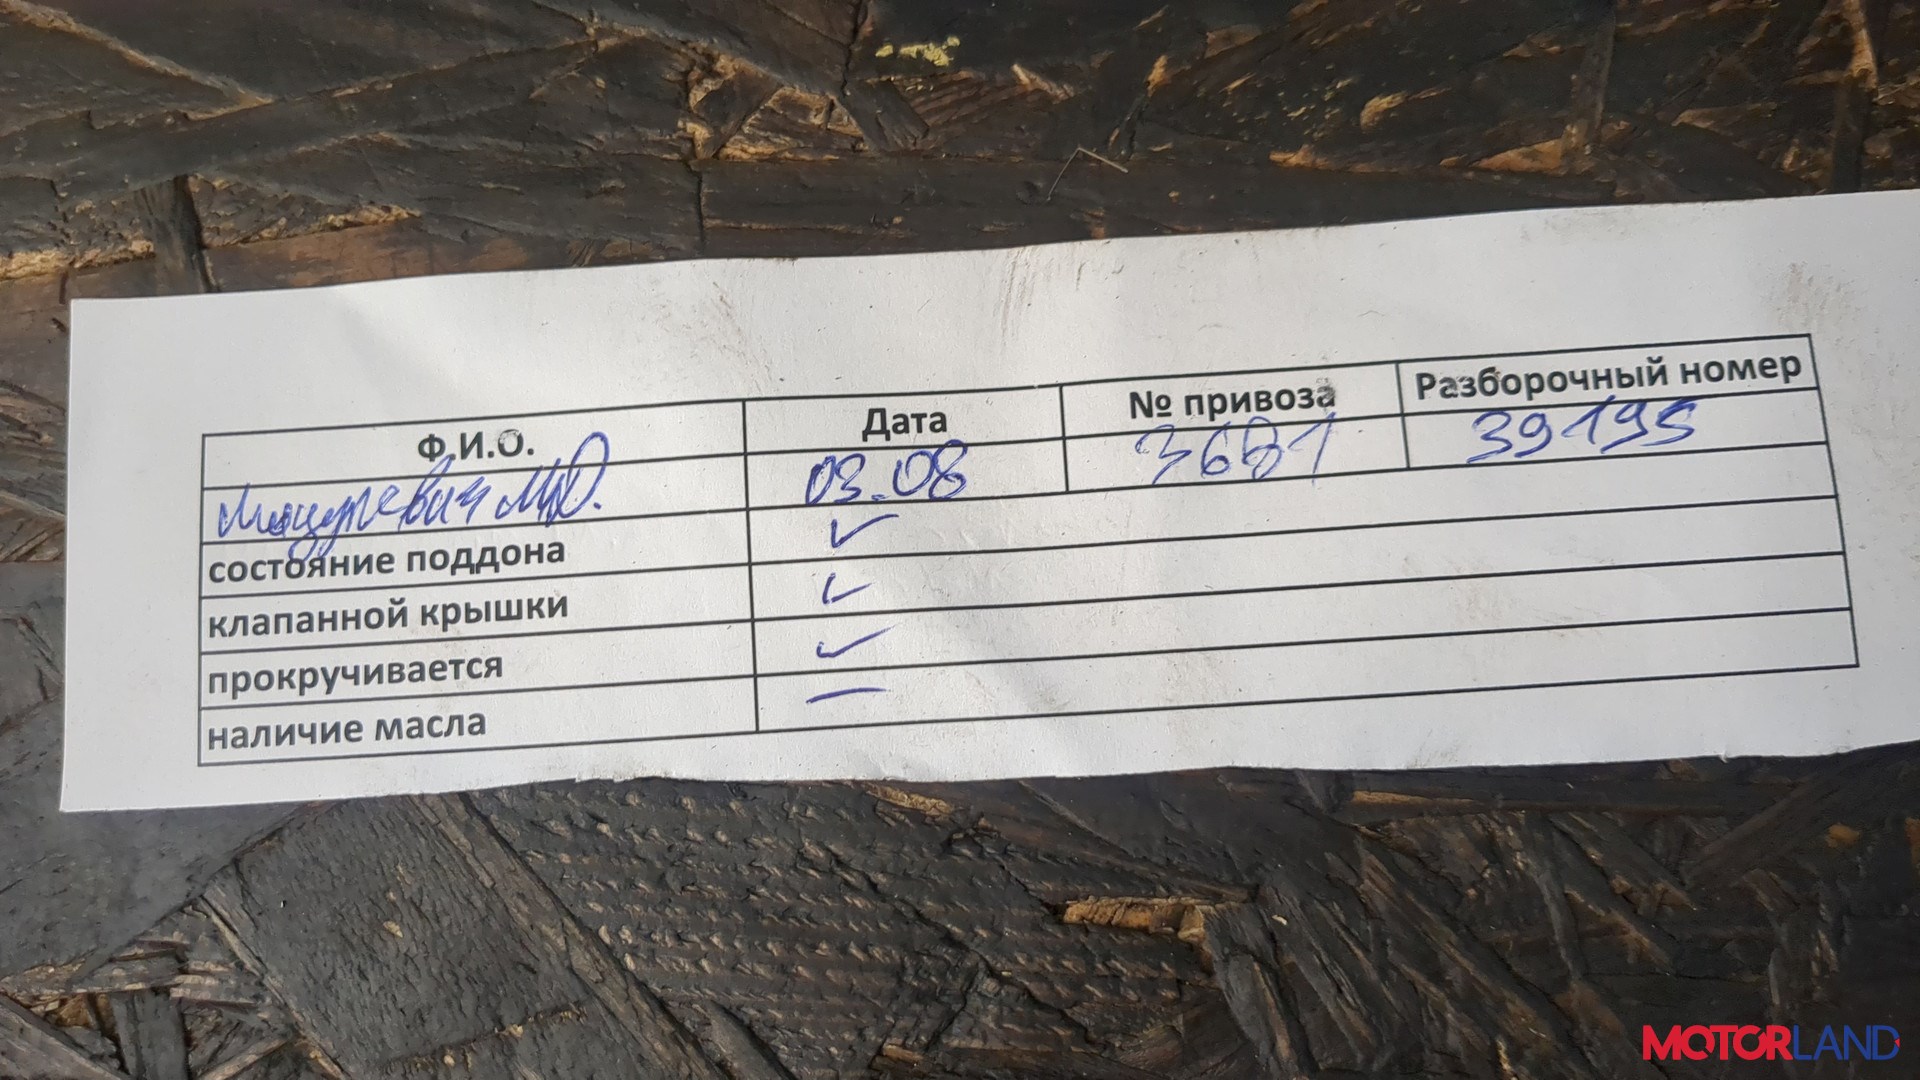 Ф.И.О. Дата № привоза Разборочный номер
03.08 39195
состояние поддона
клапанной крышки
прокручивается
наличие масла
MOTORLAND